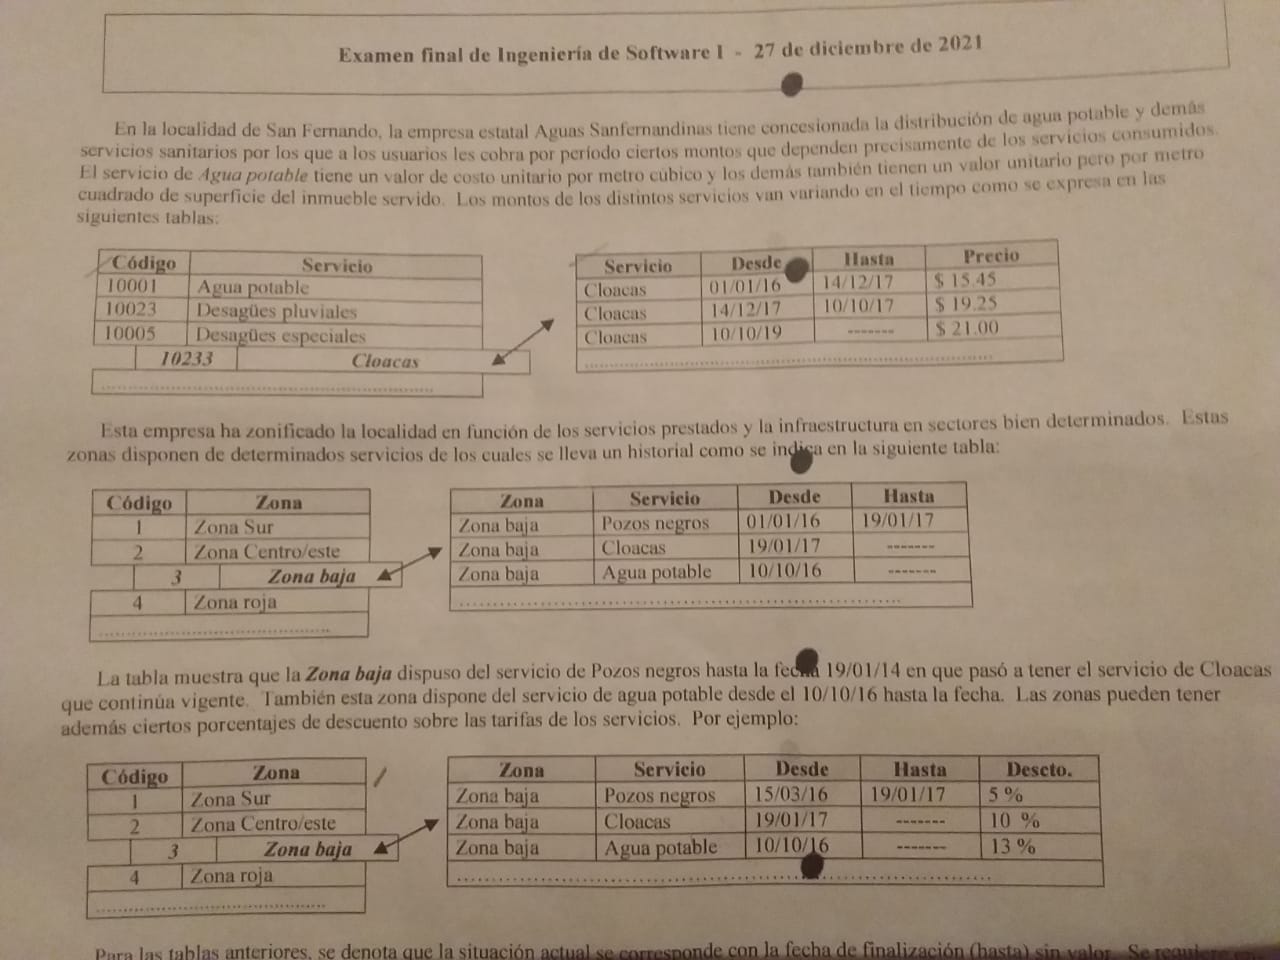 Examen final de Ingeniería de Software I - 27 de diciembre de 2021
En la localidad de San Fernando, la empresa estatal Aguas Sanfernandinas tiene concesionada la distribución de agua potable y demás
servicios sanitarios por los que a los usuarios les cobra por período ciertos montos que dependen precisamente de los servicios consumidos.
El servicio de Agua potable tiene un valor de costo unitario por metro cúbico y los demás también tienen un valor unitario pero por metro
cuadrado de superficie del inmueble servido. Los montos de los distintos servicios van variando en el tiempo como se expresa en las
siguientes tablas:
Código Servicio
10001 Agua potable
10023 Desagües pluviales
10005 Desagües especiales
10233 Cloacas
................................................
Servicio Desde Hasta Precio
Cloacas 01/01/16 14/12/17 $ 15.45
Cloacas 14/12/17 10/10/17 $ 19.25
Cloacas 10/10/19 ------- $ 21.00
................................................
Esta empresa ha zonificado la localidad en función de los servicios prestados y la infraestructura en sectores bien determinados. Estas
zonas disponen de determinados servicios de los cuales se lleva un historial como se indica en la siguiente tabla:
Código Zona
1 Zona Sur
2 Zona Centro/este
3 Zona baja
4 Zona roja
................................................
Zona Servicio Desde Hasta
Zona baja Pozos negros 01/01/16 19/01/17
Zona baja Cloacas 19/01/17 -------
Zona baja Agua potable 10/10/16 -------
................................................
La tabla muestra que la Zona baja dispuso del servicio de Pozos negros hasta la fecha 19/01/14 en que pasó a tener el servicio de Cloacas
que continúa vigente. También esta zona dispone del servicio de agua potable desde el 10/10/16 hasta la fecha. Las zonas pueden tener
además ciertos porcentajes de descuento sobre las tarifas de los servicios. Por ejemplo:
Código Zona
1 Zona Sur
2 Zona Centro/este
3 Zona baja
4 Zona roja
................................................
Zona Servicio Desde Hasta Descto.
Zona baja Pozos negros 15/03/16 19/01/17 5 %
Zona baja Cloacas 19/01/17 ------- 10 %
Zona baja Agua potable 10/10/16 ------- 13 %
................................................
Para las tablas anteriores, se denota que la situación actual se corresponde con la fecha de finalización (hasta) sin valor. Se requiere